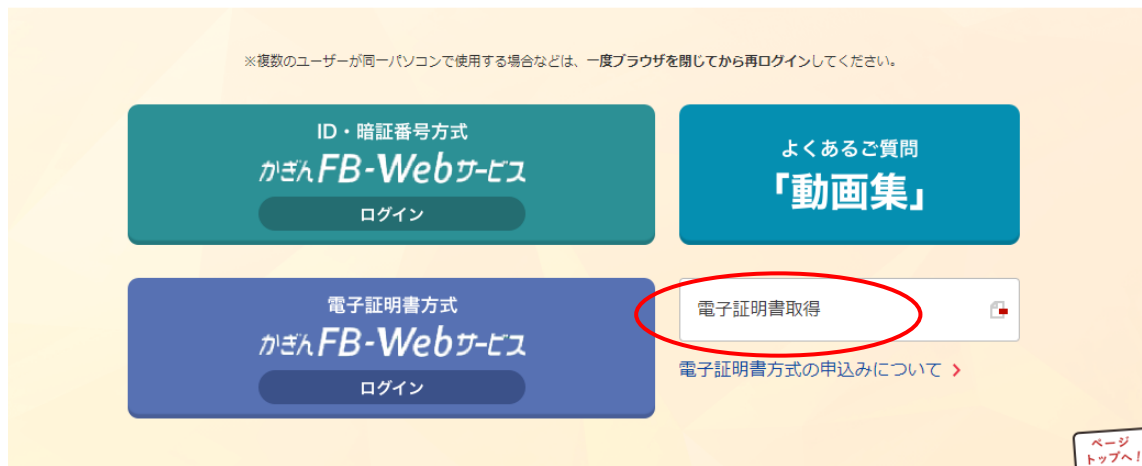 ※複数のユーザーが同一パソコンで使用する場合などは、一度ブラウザを閉じてから再ログインしてください。
ID・暗証番号方式
かぎんFB-Webサービス
ログイン
よくあるご質問
「動画集」
電子証明書方式
かぎんFB-Webサービス
ログイン
電子証明書取得
電子証明書方式の申込みについて
ページ
トップへ！